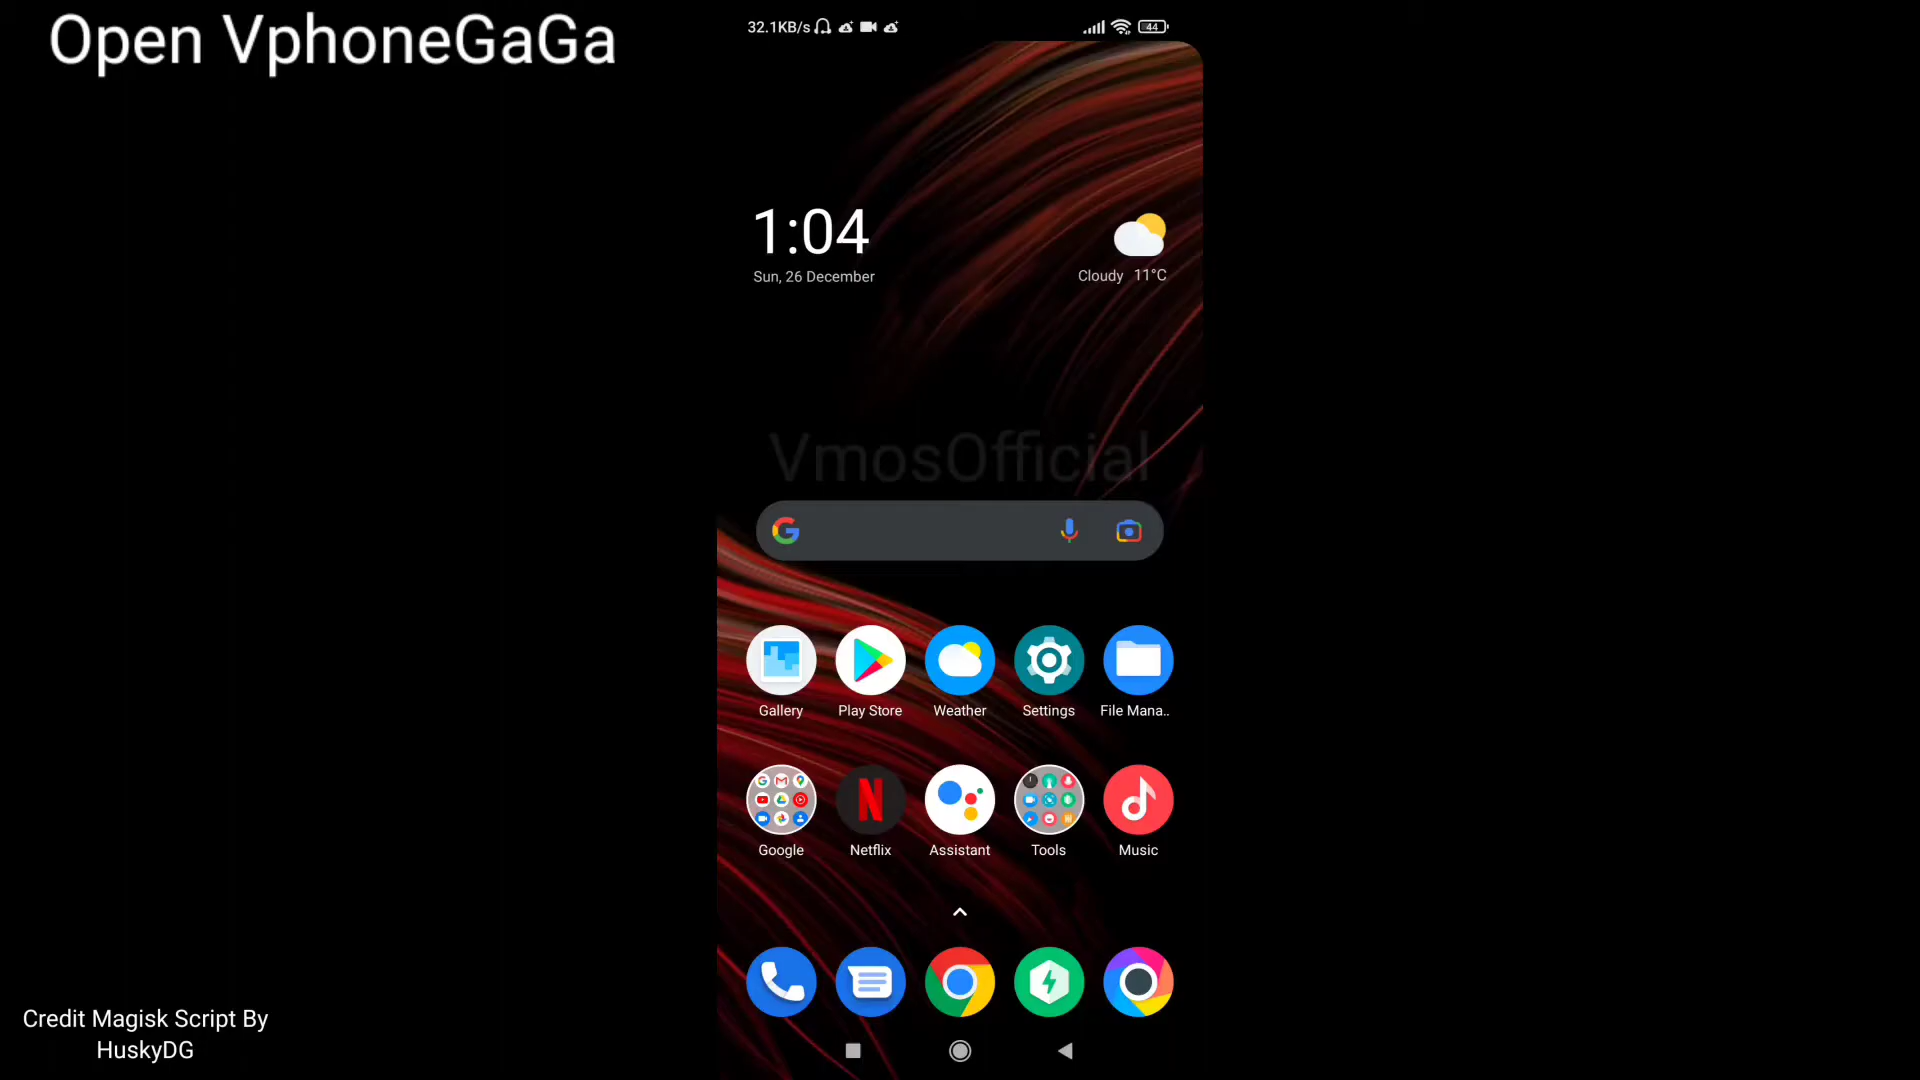 Open VphoneGaGa
32.1KB/s
44
1:04
Sun, 26 December
Cloudy 11°C
VmosOfficial
Gallery
Play Store
Weather
Settings
File Mana..
Google
Netflix
Assistant
Tools
Music
Credit Magisk Script By
HuskyDG